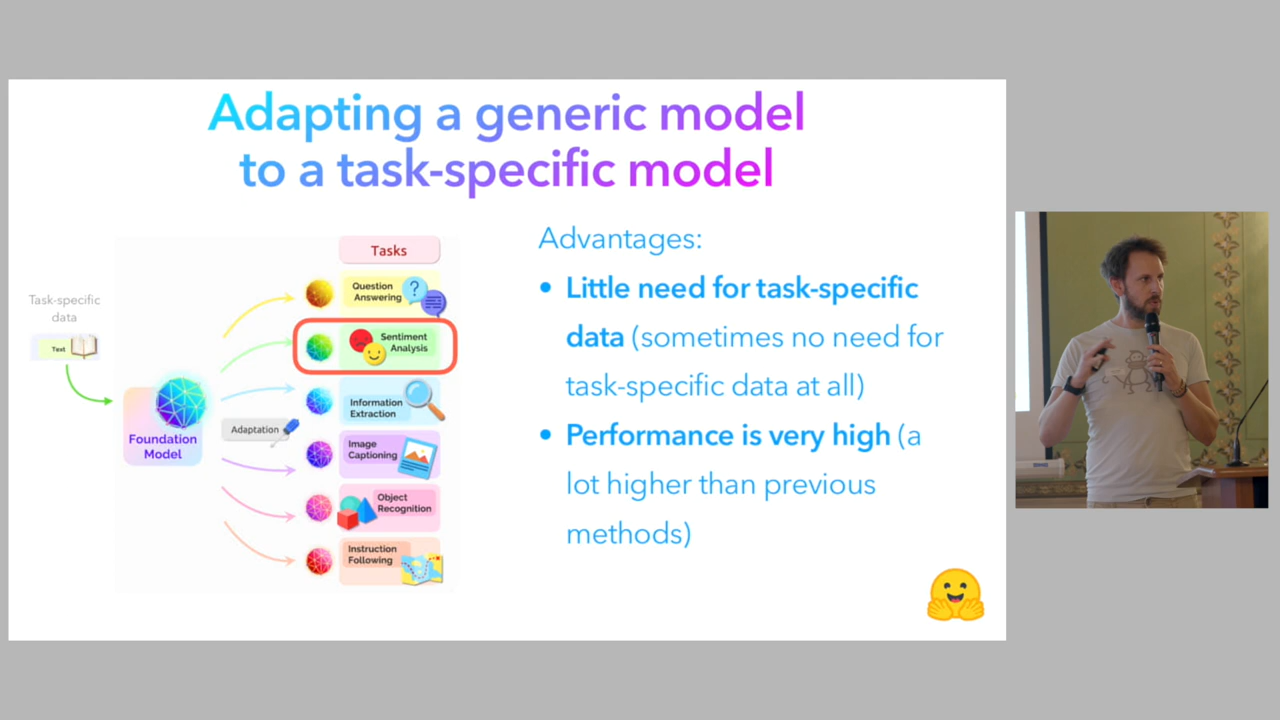 Adapting a generic model
to a task-specific model
Task-specific
data
Text
Foundation
Model
Adaptation
Tasks
Question
Answering
?
Sentiment
Analysis
Information
Extraction
Image
Captioning
Object
Recognition
Instruction
Following
Advantages:
• Little need for task-specific
data (sometimes no need for
task-specific data at all)
• Performance is very high (a
lot higher than previous
methods)